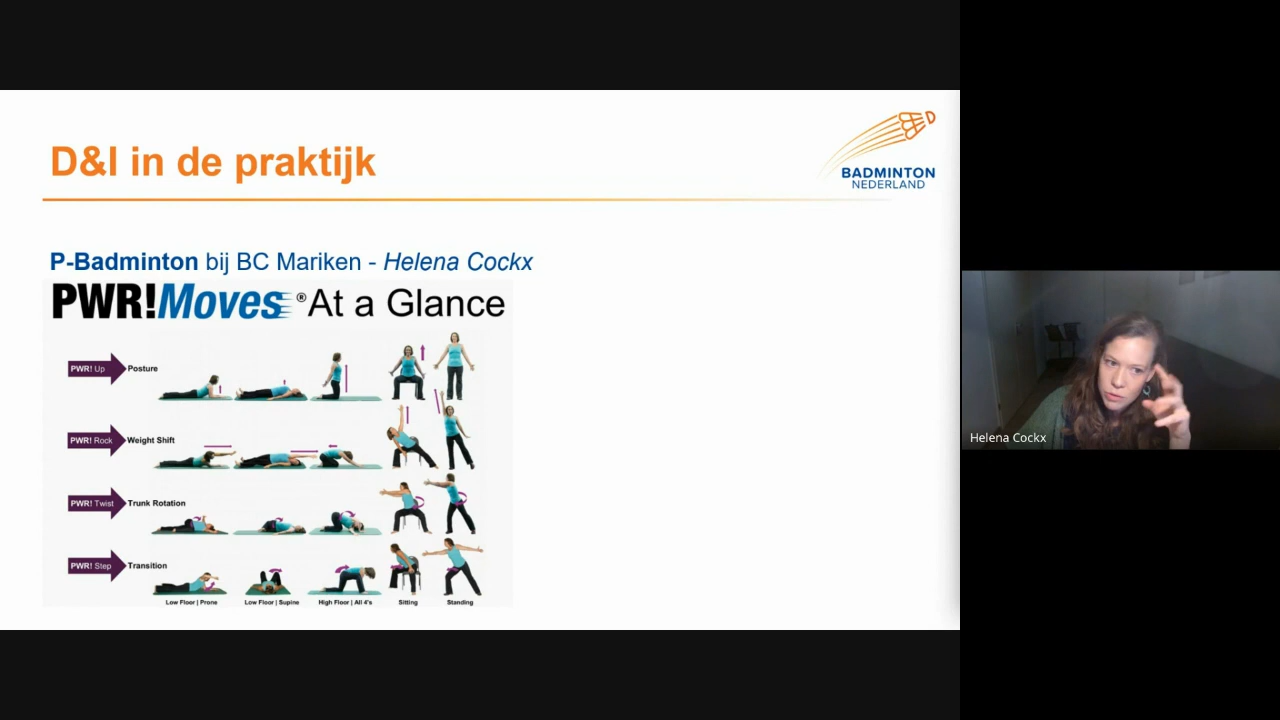 D&I in de praktijk
BADMINTON
NEDERLAND
P-Badminton bij BC Mariken - Helena Cockx
PWR!Moves® At a Glance
PWR! Up Posture
PWR! Rock Weight Shift
PWR! Twist Trunk Rotation
PWR! Step Transition
Low Floor | Prone Low Floor | Supine High Floor | All 4's Sitting Standing
Helena Cockx